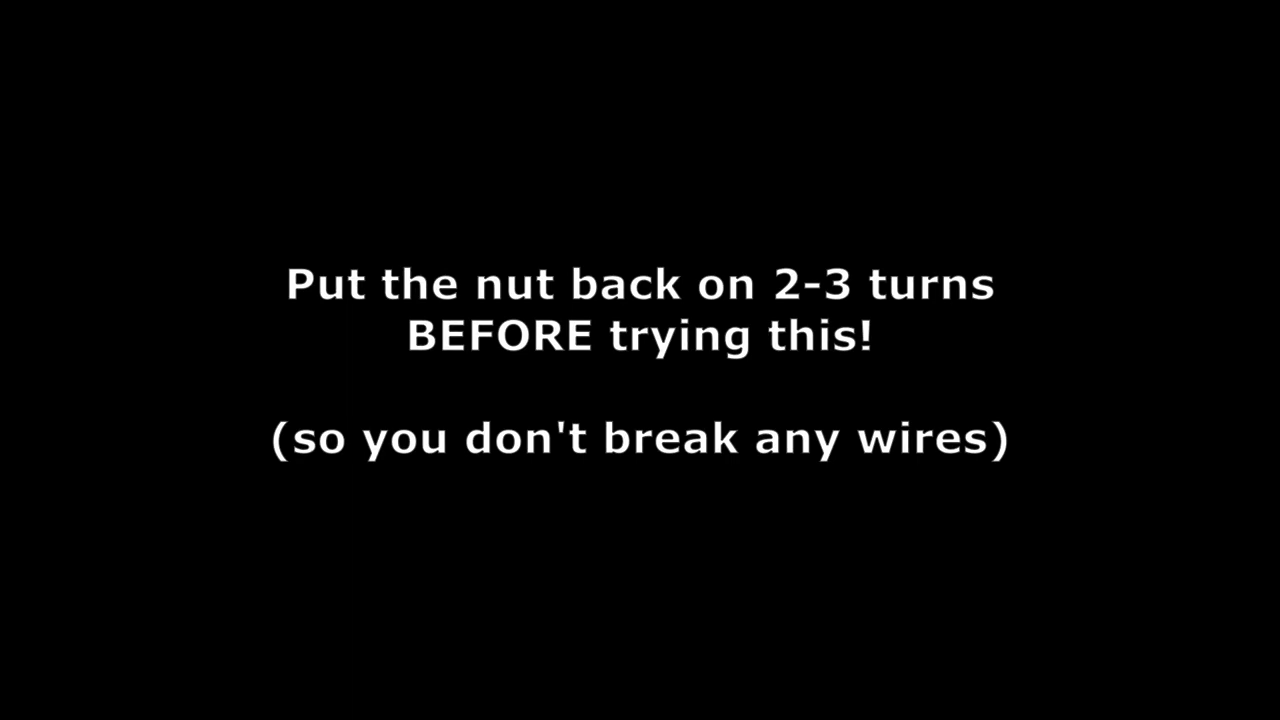 Put the nut back on 2-3 turns
BEFORE trying this!
(so you don't break any wires)